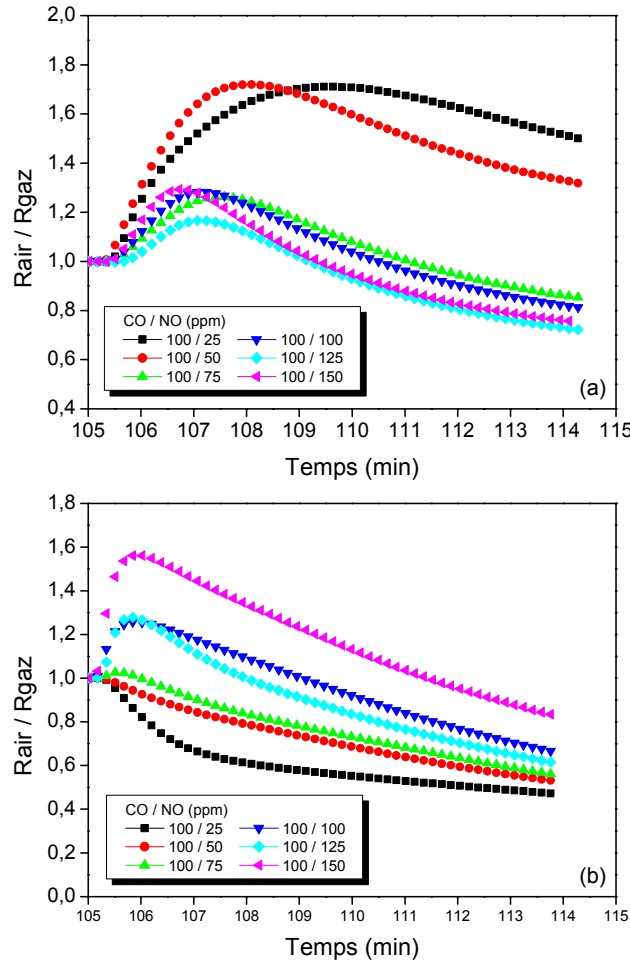 2,0
1,8
1,6
1,4
1,2
1,0
0,8
0,6
0,4
Rair / Rgaz
CO / NO (ppm)
100 / 25 100 / 100
100 / 50 100 / 125
100 / 75 100 / 150
(a)
105 106 107 108 109 110 111 112 113 114 115
Temps (min)
1,8
1,6
1,4
1,2
1,0
0,8
0,6
0,4
0,2
0,0
Rair / Rgaz
CO / NO (ppm)
100 / 25 100 / 100
100 / 50 100 / 125
100 / 75 100 / 150
(b)
105 106 107 108 109 110 111 112 113 114 115
Temps (min)